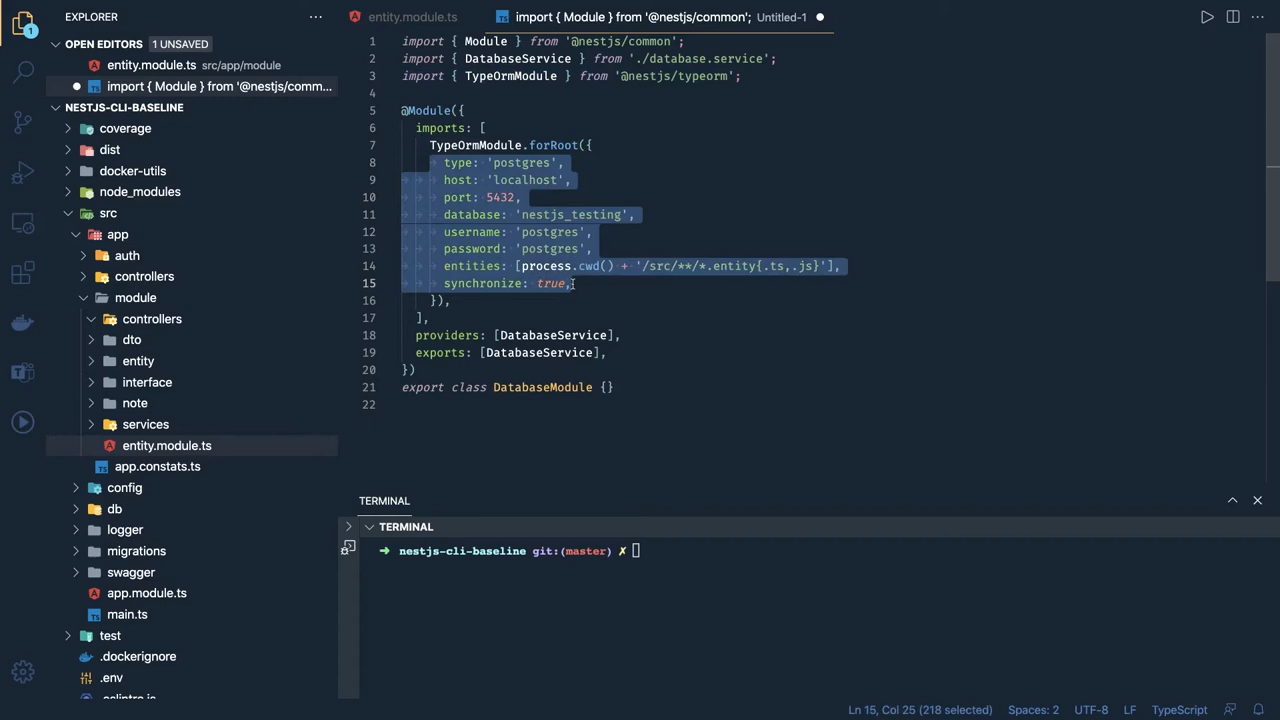 EXPLORER
OPEN EDITORS 1 UNSAVED
entity.module.ts src/app/module
import { Module } from '@nestjs/comm...
NESTJS-CLI-BASELINE
coverage
dist
docker-utils
node_modules
src
app
auth
controllers
module
controllers
dto
entity
interface
note
services
entity.module.ts
app.constats.ts
config
db
logger
migrations
swagger
app.module.ts
main.ts
test
.dockerignore
.env
1
entity.module.ts
import { Module } from '@nestjs/common'; Untitled-1
1 import { Module } from '@nestjs/common';
2 import { DatabaseService } from './database.service';
3 import { TypeOrmModule } from '@nestjs/typeorm';
4
5 @Module({
6 imports: [
7 TypeOrmModule.forRoot({
8 type: 'postgres',
9 host: 'localhost',
10 port: 5432,
11 database: 'nestjs_testing',
12 username: 'postgres',
13 password: 'postgres',
14 entities: [process.cwd() + '/src/**/*.entity{.ts,.js}'],
15 synchronize: true,
16 }),
17 ],
18 providers: [DatabaseService],
19 exports: [DatabaseService],
20 })
21 export class DatabaseModule {}
22
TERMINAL
TERMINAL
➜ nestjs-cli-baseline git:(master) ✗
Ln 15, Col 25 (218 selected) Spaces: 2 UTF-8 LF TypeScript